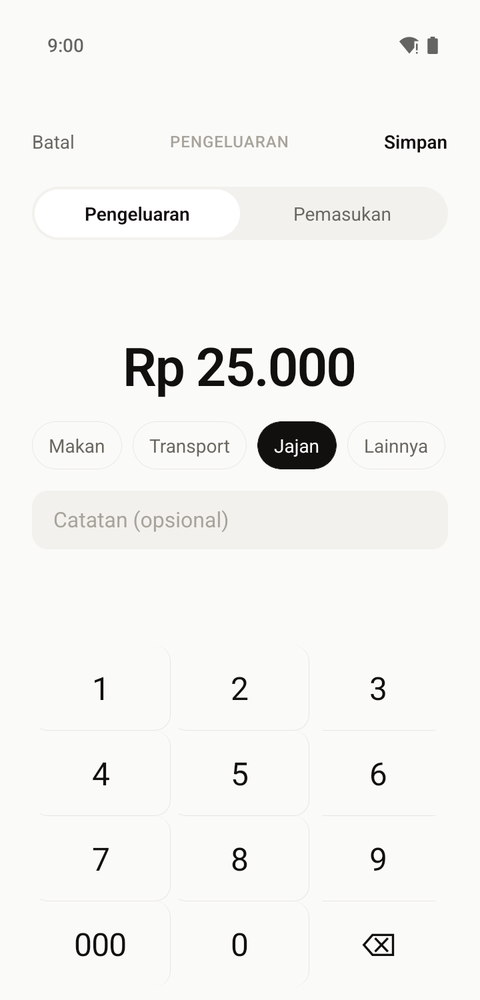 9:00
Batal PENGELUARAN Simpan
Pengeluaran Pemasukan
Rp 25.000
Makan Transport Jajan Lainnya
Catatan (opsional)
1 2 3
4 5 6
7 8 9
000 0